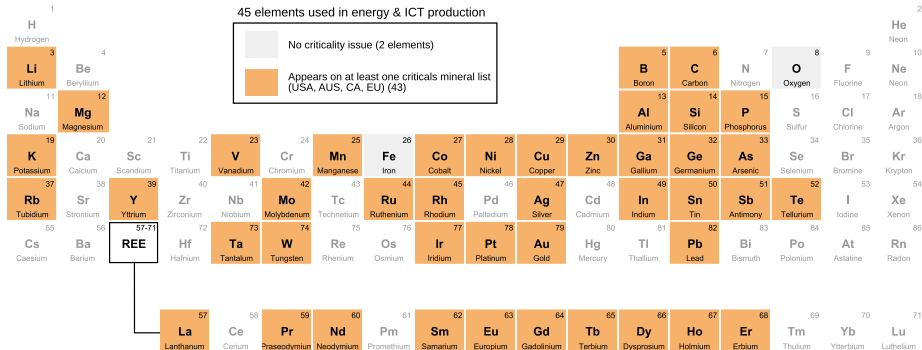 45 elements used in energy & ICT production
No criticality issue (2 elements)
Appears on at least one criticals mineral list
(USA, AUS, CA, EU) (43)
1
H
Hydrogen
2
He
Neon
3
Li
Lithium
4
Be
Beryllium
5
B
Boron
6
C
Carbon
7
N
Nitrogen
8
O
Oxygen
9
F
Fluorine
10
Ne
Neon
11
Na
Sodium
12
Mg
Magnesium
13
Al
Aluminium
14
Si
Silicon
15
P
Phosphorus
16
S
Sulfur
17
Cl
Chlorine
18
Ar
Argon
19
K
Potassium
20
Ca
Calcium
21
Sc
Scandium
22
Ti
Titanium
23
V
Vanadium
24
Cr
Chromium
25
Mn
Manganese
26
Fe
Iron
27
Co
Cobalt
28
Ni
Nickel
29
Cu
Copper
30
Zn
Zinc
31
Ga
Gallium
32
Ge
Germanium
33
As
Arsenic
34
Se
Selenium
35
Br
Bromine
36
Kr
Krypton
37
Rb
Tubidium
38
Sr
Strontium
39
Y
Yttrium
40
Zr
Zirconium
41
Nb
Niobium
42
Mo
Molybdenum
43
Tc
Technetium
44
Ru
Ruthenium
45
Rh
Rhodium
46
Pd
Palladium
47
Ag
Silver
48
Cd
Cadmium
49
In
Indium
50
Sn
Tin
51
Sb
Antimony
52
Te
Tellurium
53
I
Iodine
54
Xe
Xenon
55
Cs
Caesium
56
Ba
Barium
57-71
REE
72
Hf
Hafnium
73
Ta
Tantalum
74
W
Tungsten
75
Re
Rhenium
76
Os
Osmium
77
Ir
Iridium
78
Pt
Platinum
79
Au
Gold
80
Hg
Mercury
81
Tl
Thallium
82
Pb
Lead
83
Bi
Bismuth
84
Po
Polonium
85
At
Astatine
86
Rn
Radon
57
La
Lanthanum
58
Ce
Cerium
59
Pr
Praseodymium
60
Nd
Neodymium
61
Pm
Promethium
62
Sm
Samarium
63
Eu
Europium
64
Gd
Gadolinium
65
Tb
Terbium
66
Dy
Dysprosium
67
Ho
Holmium
68
Er
Erbium
69
Tm
Thulium
70
Yb
Ytterbium
71
Lu
Luthelium